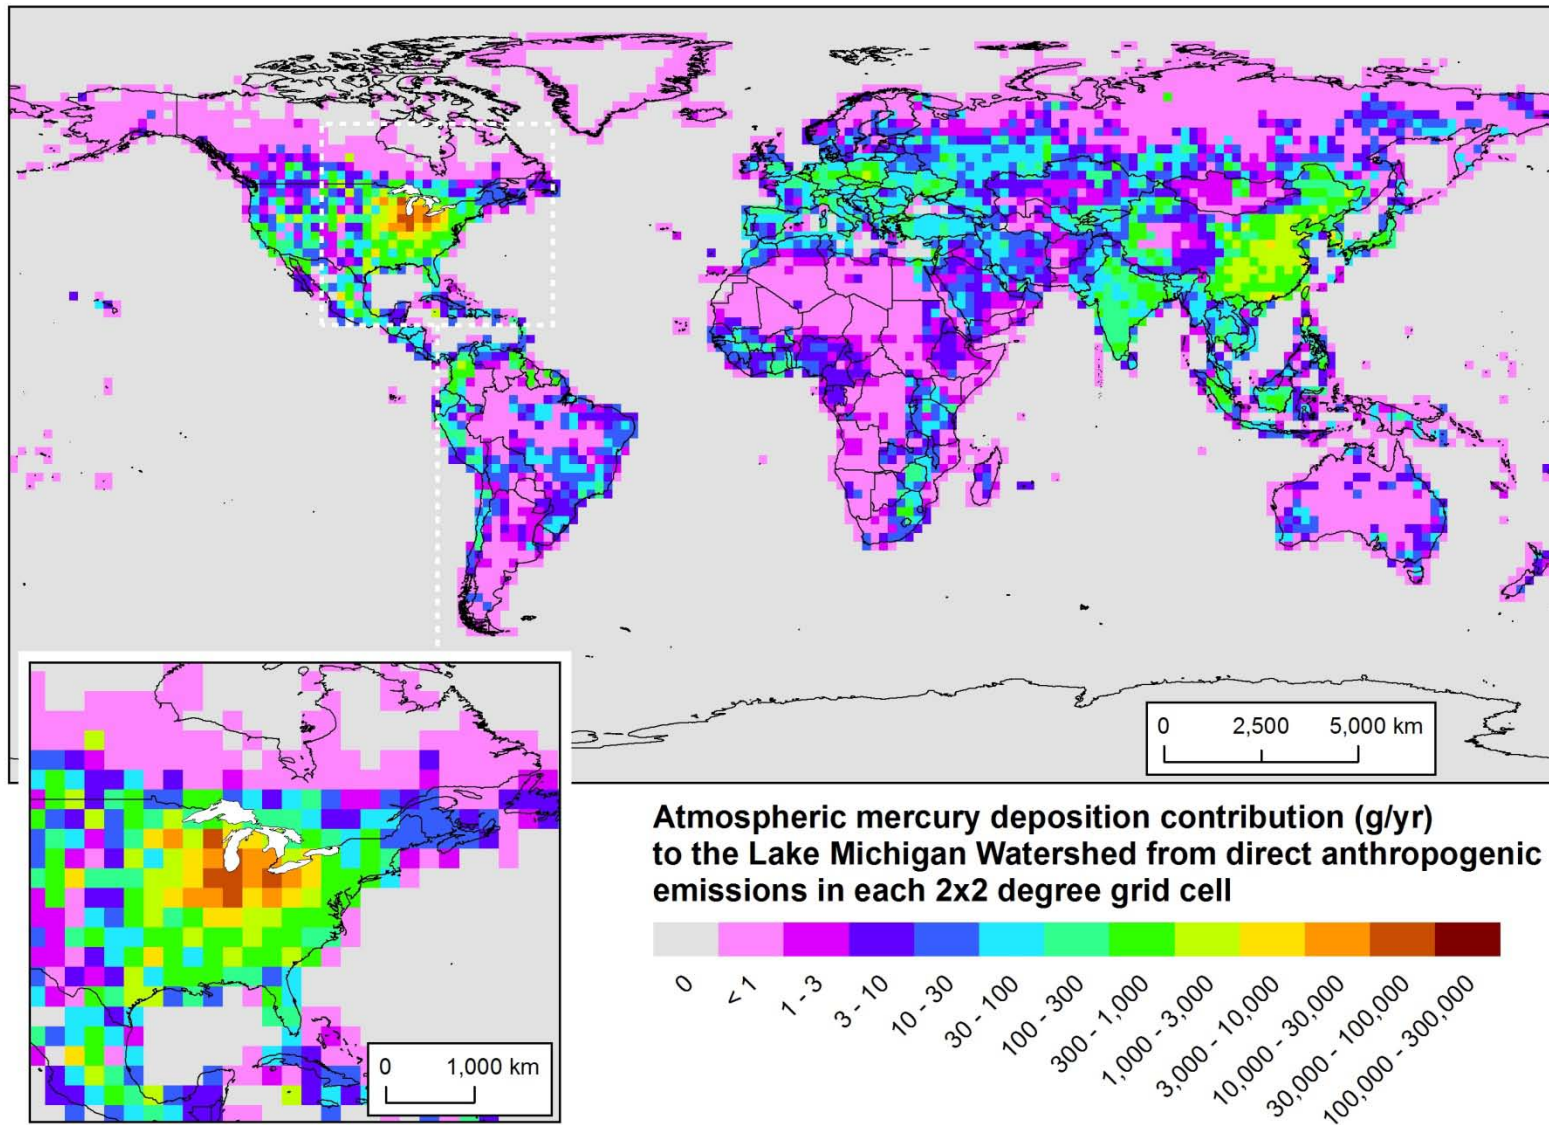 0 2,500 5,000 km
0 1,000 km
Atmospheric mercury deposition contribution (g/yr)
to the Lake Michigan Watershed from direct anthropogenic
emissions in each 2x2 degree grid cell
0
< 1
1 - 3
3 - 10
10 - 30
30 - 100
100 - 300
300 - 1,000
1,000 - 3,000
3,000 - 10,000
10,000 - 30,000
30,000 - 100,000
100,000 - 300,000